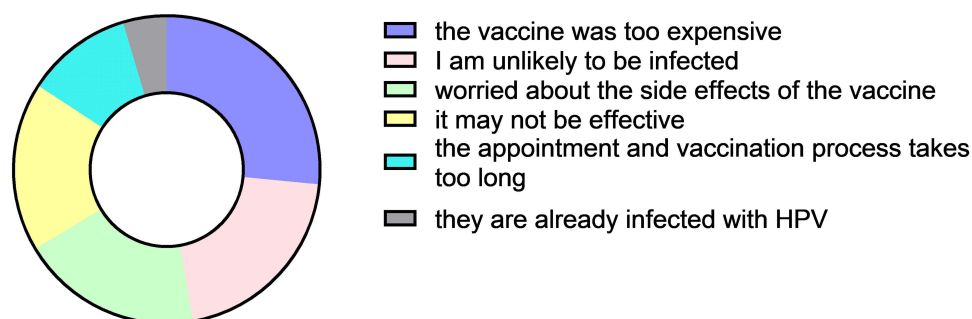 the vaccine was too expensive
I am unlikely to be infected
worried about the side effects of the vaccine
it may not be effective
the appointment and vaccination process takes
too long
they are already infected with HPV